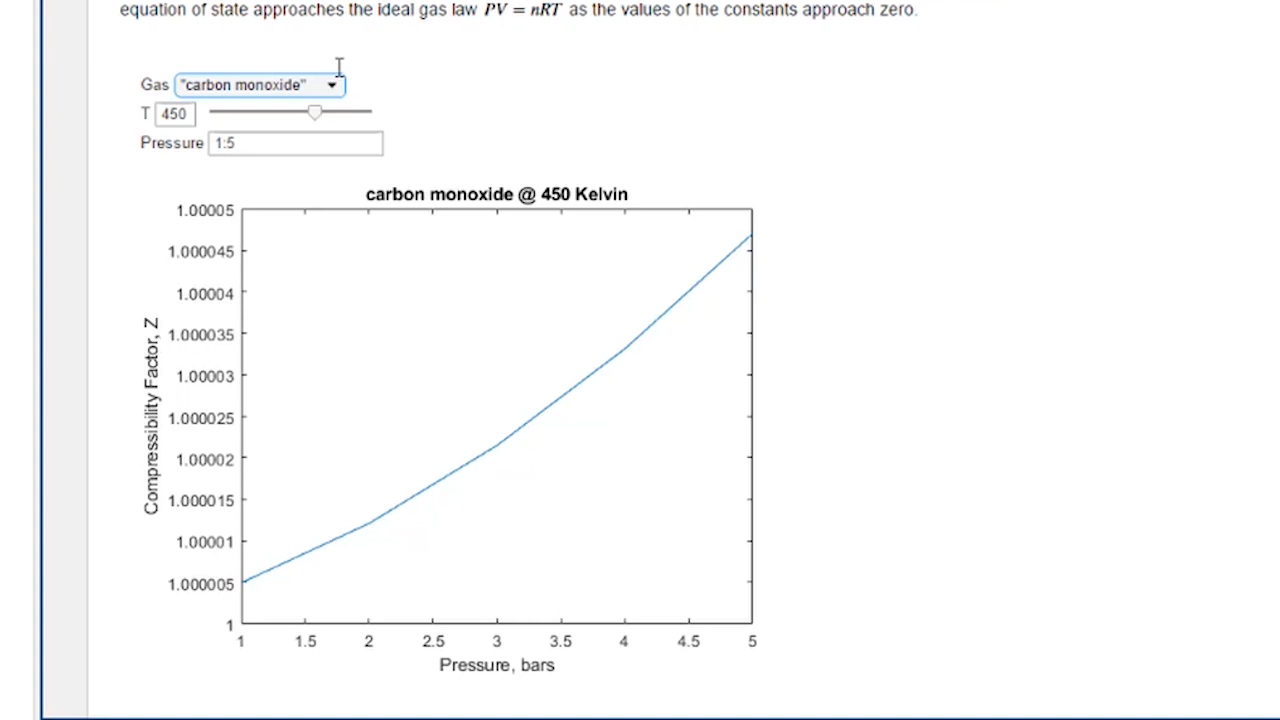 equation of state approaches the ideal gas law PV = nRT as the values of the constants approach zero.
Gas "carbon monoxide"
T 450
Pressure 1:5
carbon monoxide @ 450 Kelvin
1.00005
1.000045
1.00004
1.000035
1.00003
1.000025
1.00002
1.000015
1.00001
1.000005
1
Compressibility Factor, Z
1 1.5 2 2.5 3 3.5 4 4.5 5
Pressure, bars